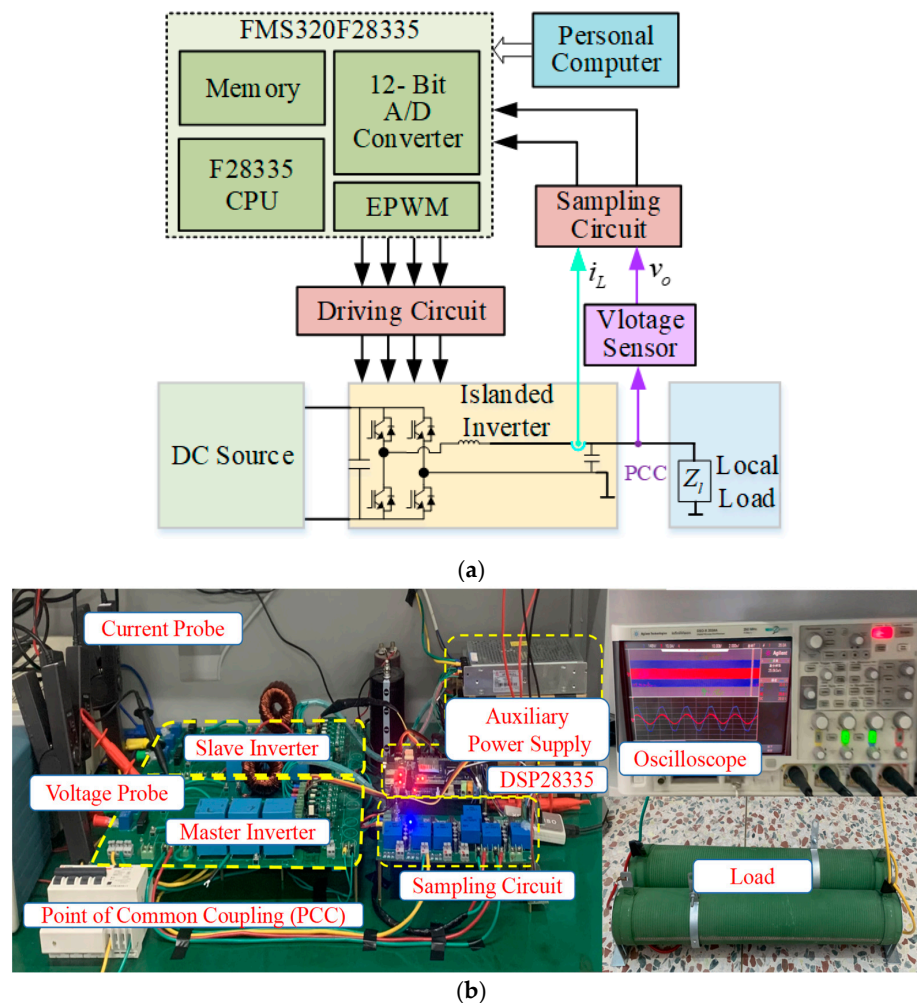 FMS320F28335
Memory
12- Bit
A/D
Converter
F28335
CPU
EPWM
Personal
Computer
Sampling
Circuit
i_L
v_o
Driving Circuit
Vlotage
Sensor
DC Source
Islanded
Inverter
PCC
Z_l
Local
Load
(a)
Current Probe
Slave Inverter
Auxiliary
Power Supply
DSP28335
Voltage Probe
Master Inverter
Oscilloscope
Sampling Circuit
Load
Point of Common Coupling (PCC)
(b)